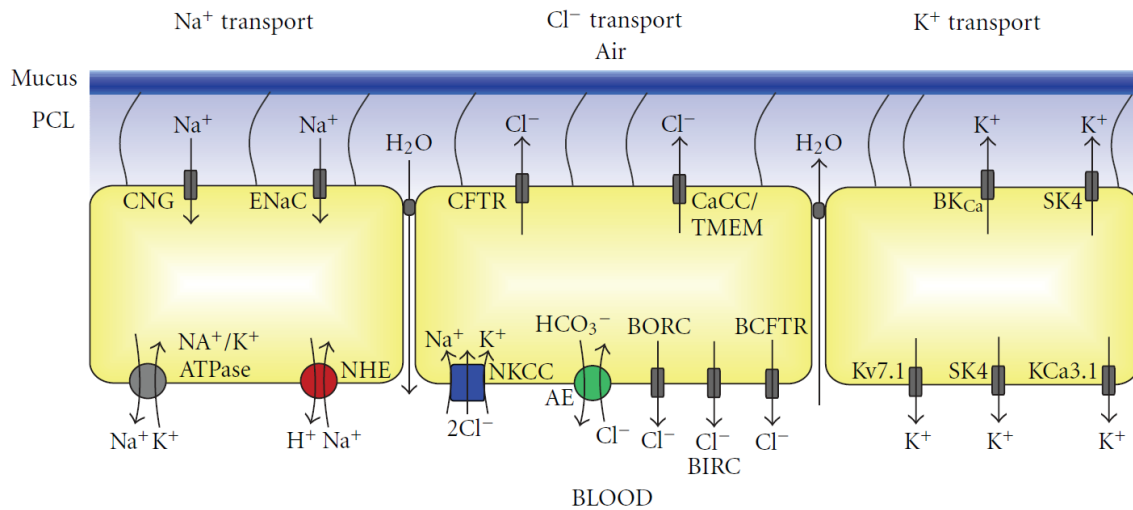 Na⁺ transport
Cl⁻ transport
K⁺ transport
Air
Mucus
PCL
Na⁺
Na⁺
H₂O
Cl⁻
Cl⁻
H₂O
K⁺
K⁺
CNG
ENaC
CFTR
CaCC/
TMEM
BK_Ca
SK4
NA⁺/K⁺
ATPase
NHE
Na⁺
K⁺
NKCC
HCO₃⁻
AE
BORC
BCFTR
Kv7.1
SK4
KCa3.1
Na⁺ K⁺
H⁺ Na⁺
2Cl⁻
Cl⁻
Cl⁻
Cl⁻
BIRC
Cl⁻
K⁺
K⁺
K⁺
BLOOD